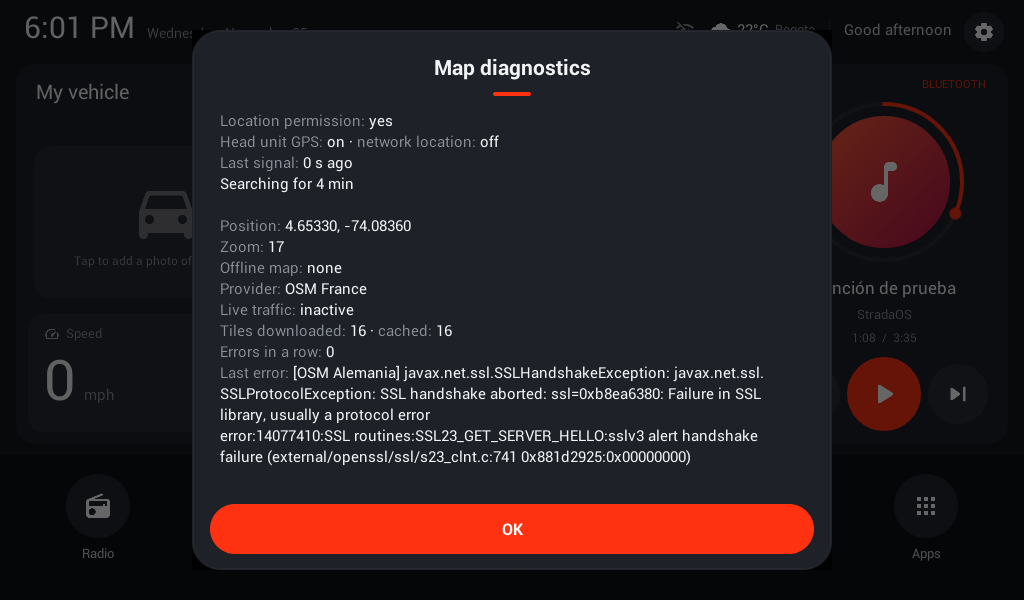 6:01 PM
22°C
Good afternoon
Map diagnostics
My vehicle
BLUETOOTH
Location permission: yes
Head unit GPS: on · network location: off
Last signal: 0 s ago
Searching for 4 min
Position: 4.65330, -74.08360
Zoom: 17
Tap to add a photo of
Offline map: none
Provider: OSM France
nción de prueba
Live traffic: inactive
StradaOS
Speed
Tiles downloaded: 16 · cached: 16
1:08 / 3:35
Errors in a row: 0
0 mph
Last error: [OSM Alemania] javax.net.ssl.SSLHandshakeException: javax.net.ssl.
SSLProtocolException: SSL handshake aborted: ssl=0xb8ea6380: Failure in SSL
library, usually a protocol error
error:14077410:SSL routines:SSL23_GET_SERVER_HELLO:sslv3 alert handshake
failure (external/openssl/ssl/s23_clnt.c:741 0x881d2925:0x00000000)
OK
Radio
Apps